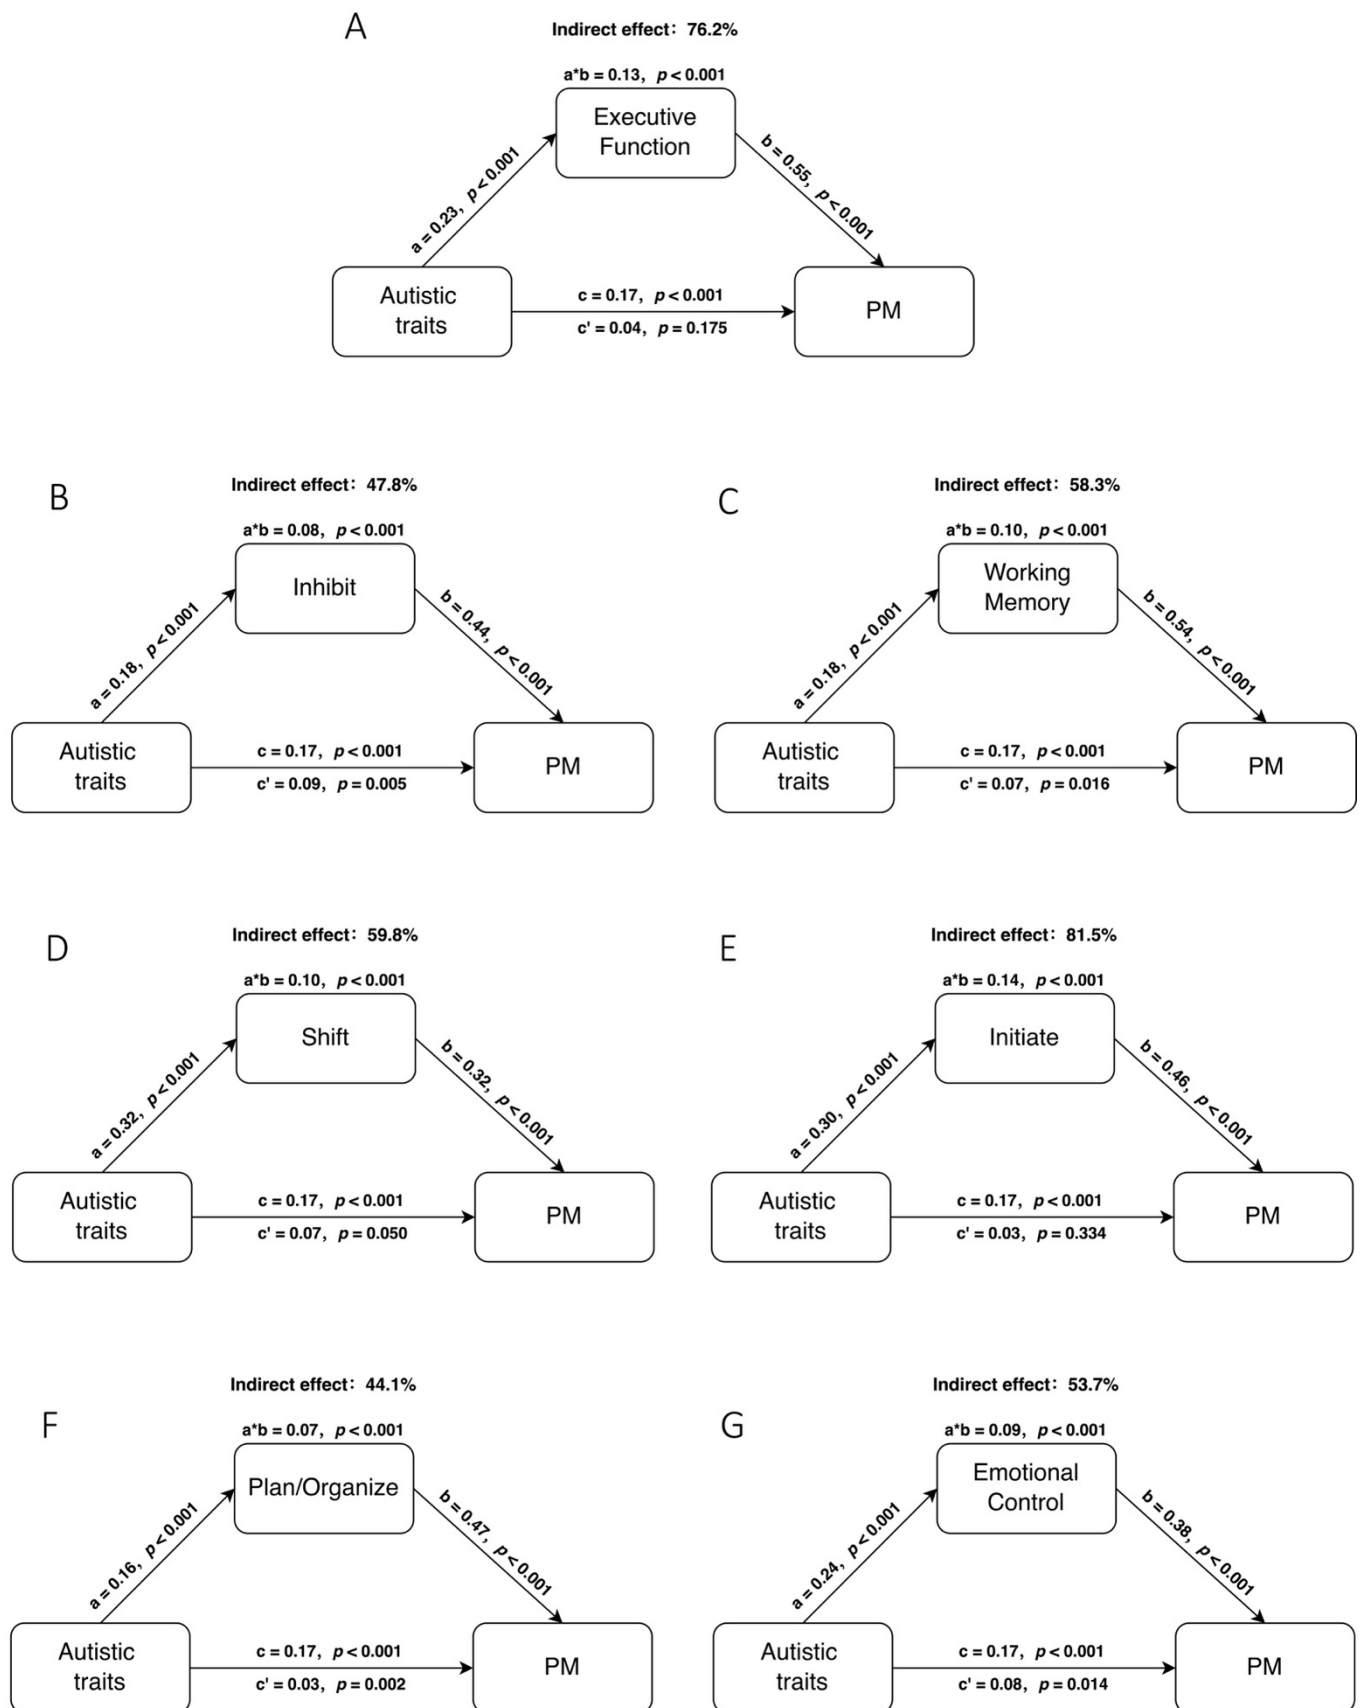 A
Indirect effect: 76.2%
a*b = 0.13, p < 0.001
Executive
Function
a = 0.23, p < 0.001
b = 0.55, p < 0.001
Autistic
traits
c = 0.17, p < 0.001
c' = 0.04, p = 0.175
PM
B
Indirect effect: 47.8%
a*b = 0.08, p < 0.001
Inhibit
a = 0.18, p < 0.001
b = 0.44, p < 0.001
Autistic
traits
c = 0.17, p < 0.001
c' = 0.09, p = 0.005
PM
C
Indirect effect: 58.3%
a*b = 0.10, p < 0.001
Working
Memory
a = 0.18, p < 0.001
b = 0.54, p < 0.001
Autistic
traits
c = 0.17, p < 0.001
c' = 0.07, p = 0.016
PM
D
Indirect effect: 59.8%
a*b = 0.10, p < 0.001
Shift
a = 0.32, p < 0.001
b = 0.32, p < 0.001
Autistic
traits
c = 0.17, p < 0.001
c' = 0.07, p = 0.050
PM
E
Indirect effect: 81.5%
a*b = 0.14, p < 0.001
Initiate
a = 0.30, p < 0.001
b = 0.46, p < 0.001
Autistic
traits
c = 0.17, p < 0.001
c' = 0.03, p = 0.334
PM
F
Indirect effect: 44.1%
a*b = 0.07, p < 0.001
Plan/Organize
a = 0.16, p < 0.001
b = 0.47, p < 0.001
Autistic
traits
c = 0.17, p < 0.001
c' = 0.03, p = 0.002
PM
G
Indirect effect: 53.7%
a*b = 0.09, p < 0.001
Emotional
Control
a = 0.24, p < 0.001
b = 0.38, p < 0.001
Autistic
traits
c = 0.17, p < 0.001
c' = 0.08, p = 0.014
PM